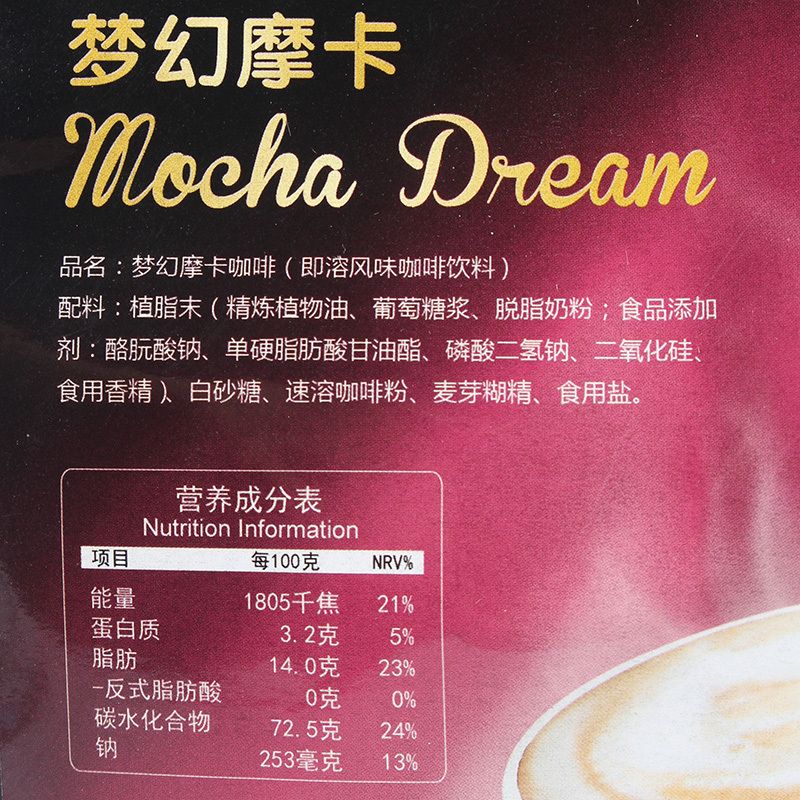 梦幻摩卡
Mocha Dream
品名：梦幻摩卡咖啡（即溶风味咖啡饮料）
配料：植脂末（精炼植物油、葡萄糖浆、脱脂奶粉；食品添加
剂：酪朊酸钠、单硬脂肪酸甘油酯、磷酸二氢钠、二氧化硅、
食用香精）、白砂糖、速溶咖啡粉、麦芽糊精、食用盐。
营养成分表
Nutrition Information
项目 每100克 NRV%
能量 1805千焦 21%
蛋白质 3.2克 5%
脂肪 14.0克 23%
-反式脂肪酸 0克 0%
碳水化合物 72.5克 24%
钠 253毫克 13%